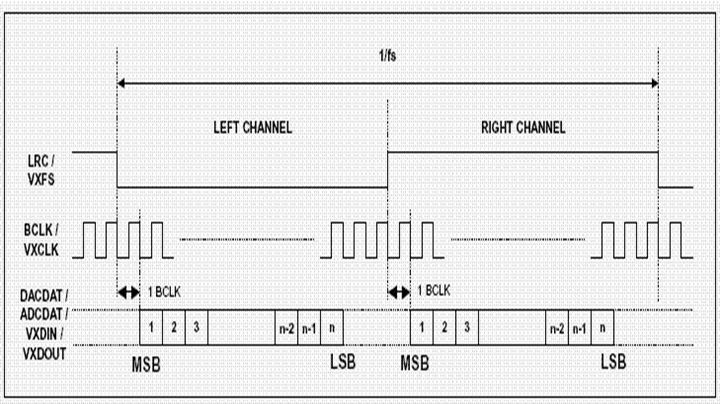 1/fs
LEFT CHANNEL
RIGHT CHANNEL
LRC /
VXFS
BCLK /
VXCLK
1 BCLK
1 BCLK
DACDAT /
ADCDAT /
VXDIN /
VXDOUT
1 2 3 n-2 n-1 n
1 2 3 n-2 n-1 n
MSB
LSB
MSB
LSB